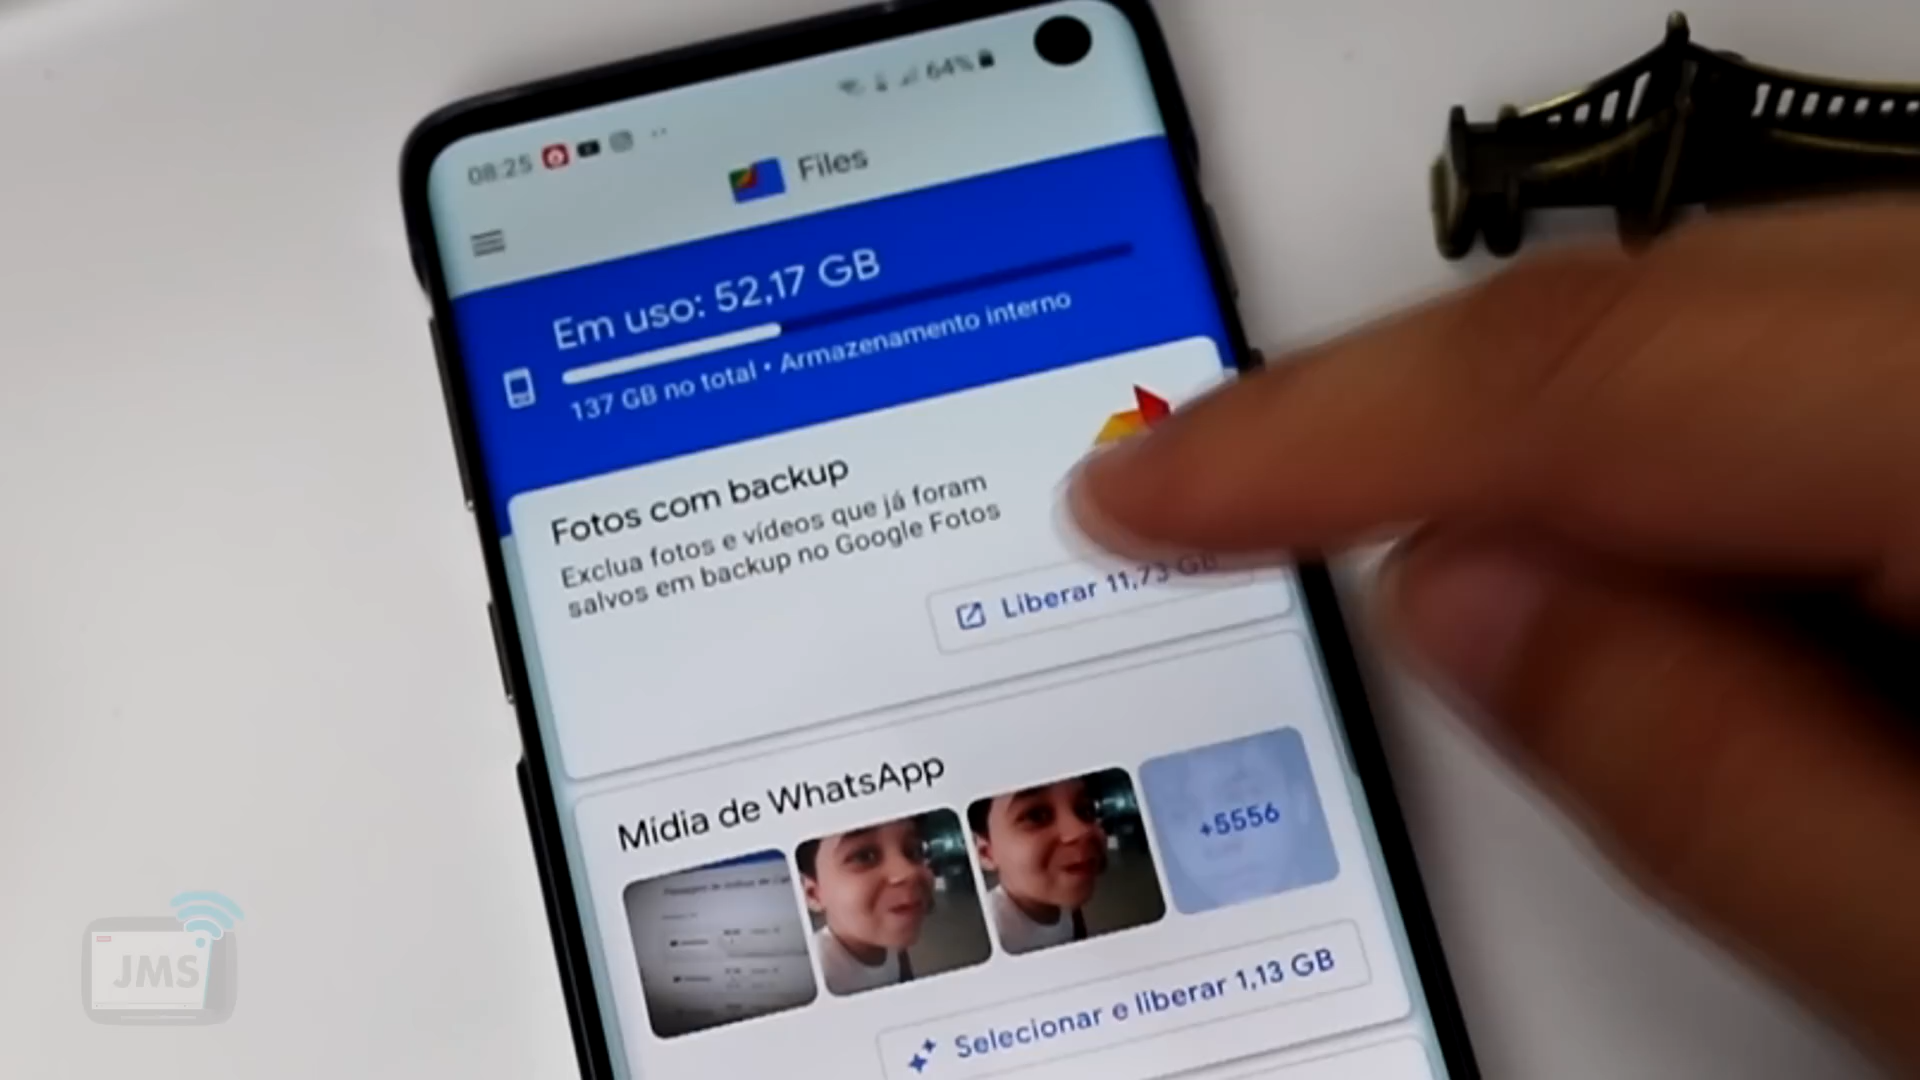 08:25
64%
Files
Em uso: 52,17 GB
137 GB no total • Armazenamento interno
Fotos com backup
Exclua fotos e vídeos que já foram
salvos em backup no Google Fotos
Liberar 11,73 GB
Mídia de WhatsApp
+5556
Selecionar e liberar 1,13 GB
JMS